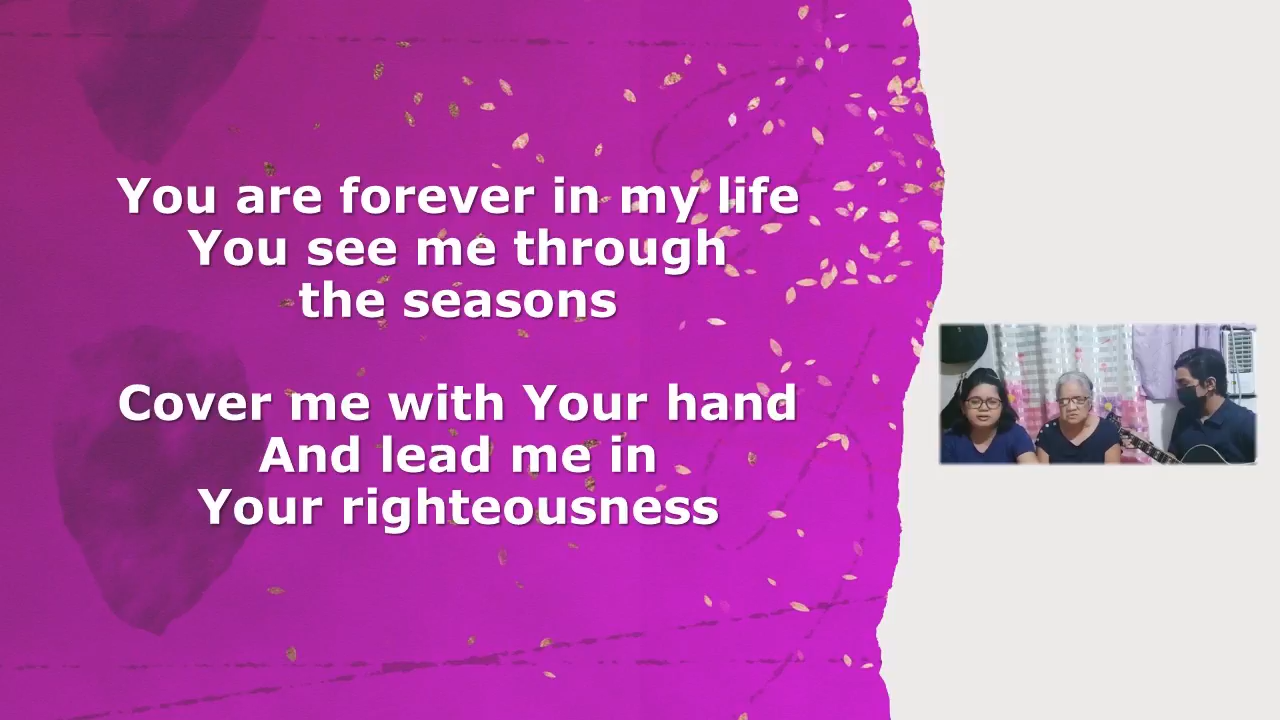 You are forever in my life
You see me through
the seasons
Cover me with Your hand
And lead me in
Your righteousness